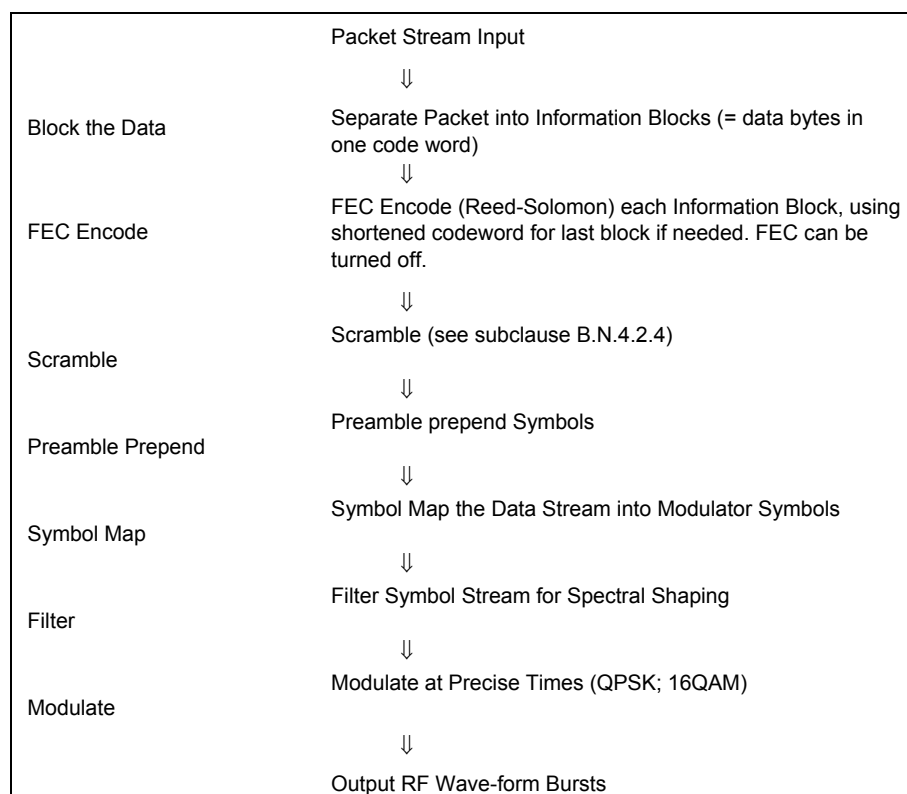 Packet Stream Input
⇓
Block the Data
Separate Packet into Information Blocks (= data bytes in
one code word)
⇓
FEC Encode
FEC Encode (Reed-Solomon) each Information Block, using
shortened codeword for last block if needed. FEC can be
turned off.
⇓
Scramble
Scramble (see subclause B.N.4.2.4)
⇓
Preamble Prepend
Preamble prepend Symbols
⇓
Symbol Map
Symbol Map the Data Stream into Modulator Symbols
⇓
Filter
Filter Symbol Stream for Spectral Shaping
⇓
Modulate
Modulate at Precise Times (QPSK; 16QAM)
⇓
Output RF Wave-form Bursts